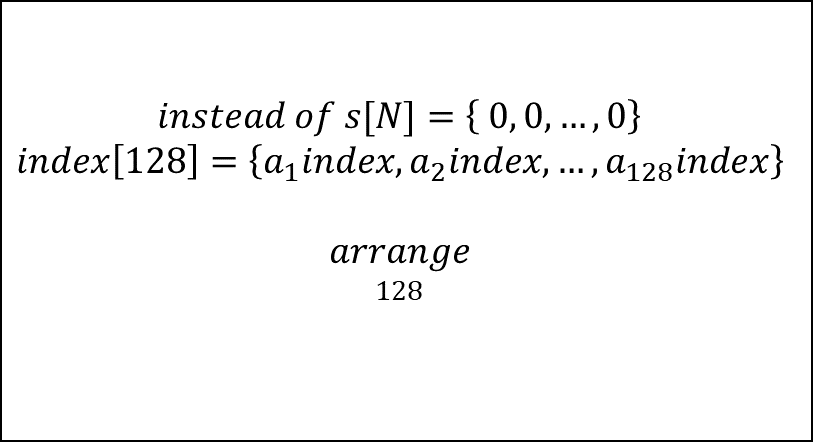 instead of s[N] = { 0, 0, … , 0}
index[128] = {a₁index, a₂index, … , a₁₂₈index}
arrange
128